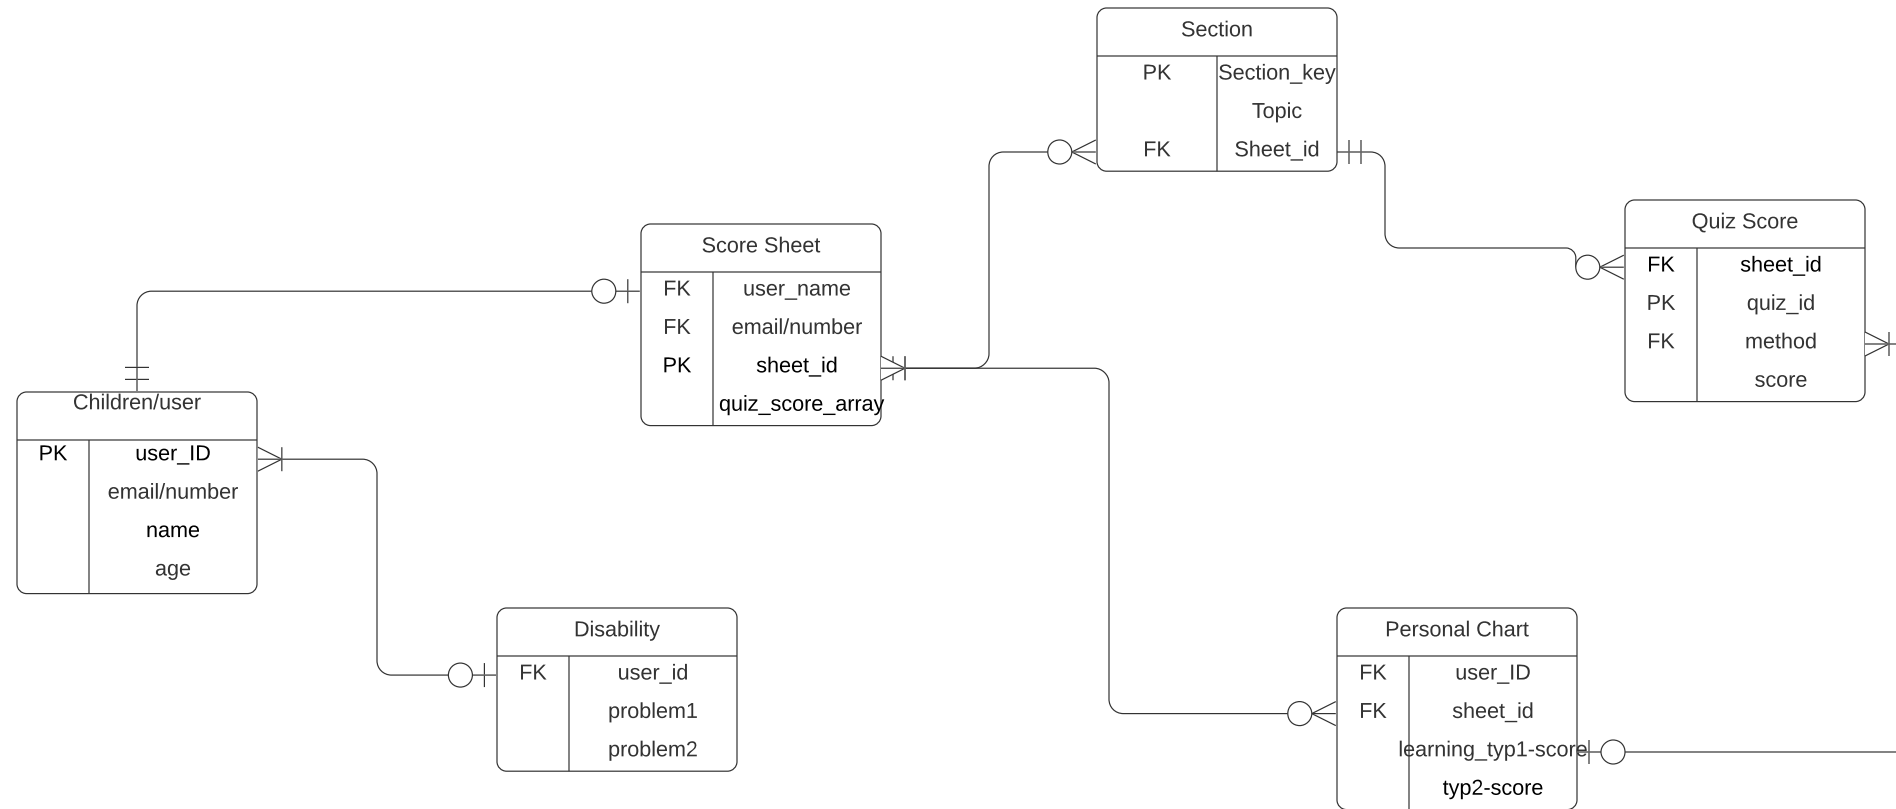 Section
PK Section_key
Topic
FK Sheet_id
Score Sheet
FK user_name
FK email/number
PK sheet_id
quiz_score_array
Quiz Score
FK sheet_id
PK quiz_id
FK method
score
Children/user
PK user_ID
email/number
name
age
Disability
FK user_id
problem1
problem2
Personal Chart
FK user_ID
FK sheet_id
learning_typ1-score
typ2-score